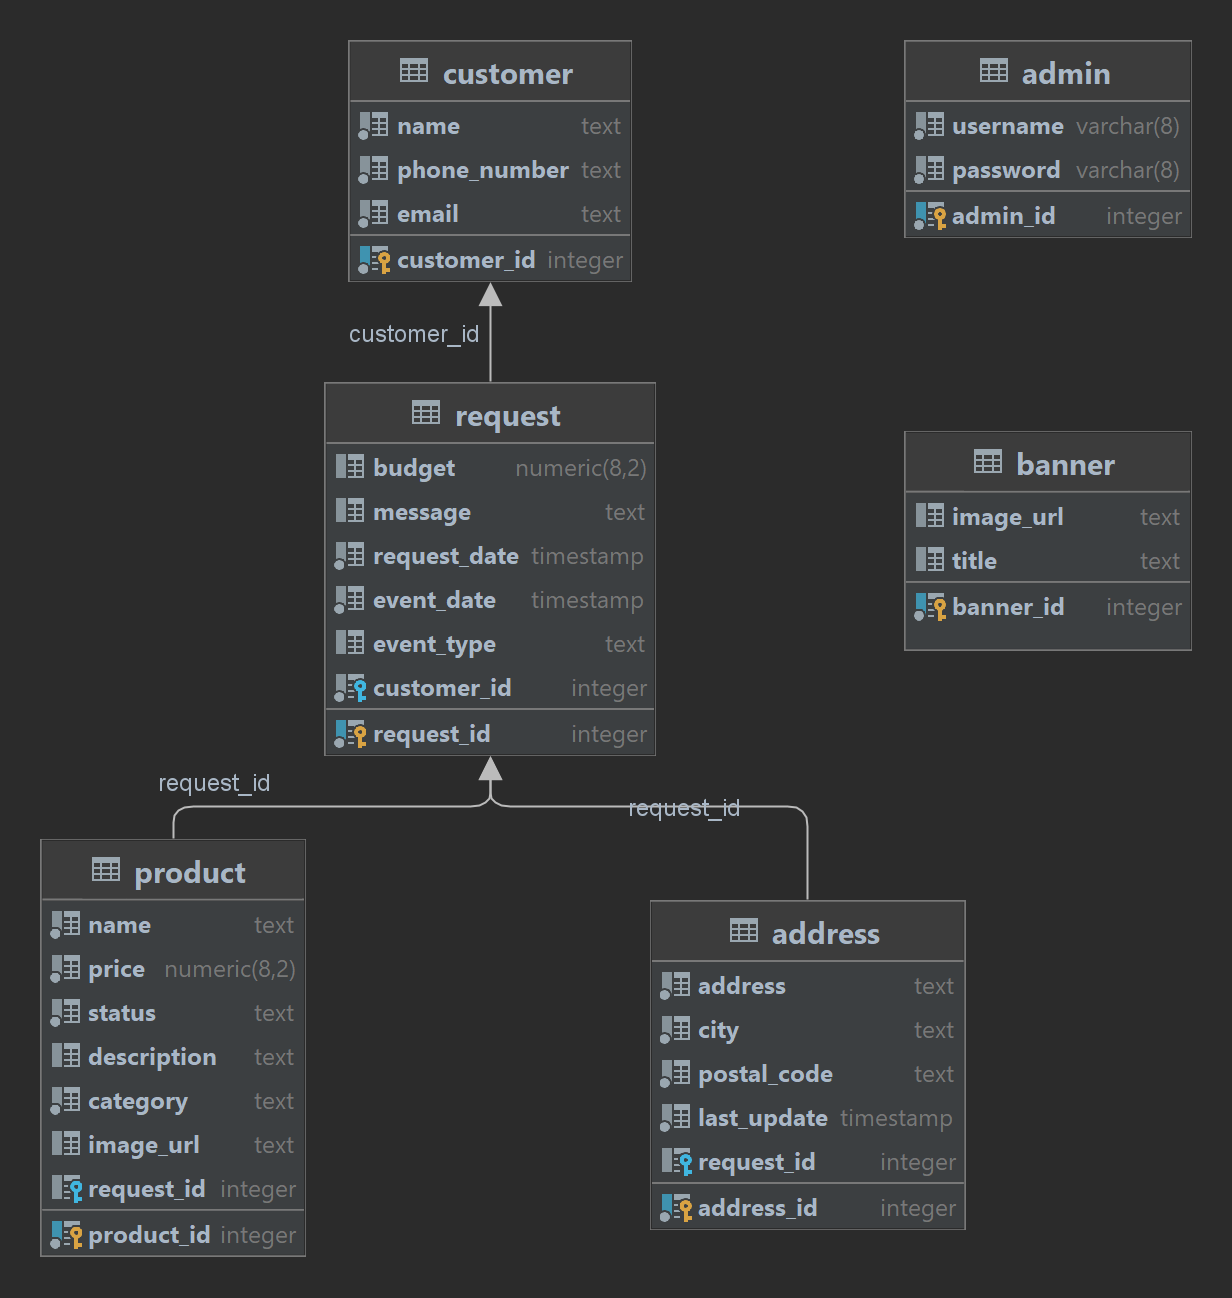 customer
name text
phone_number text
email text
customer_id integer
admin
username varchar(8)
password varchar(8)
admin_id integer
customer_id
request
budget numeric(8,2)
message text
request_date timestamp
event_date timestamp
event_type text
customer_id integer
request_id integer
banner
image_url text
title text
banner_id integer
request_id
request_id
product
name text
price numeric(8,2)
status text
description text
category text
image_url text
request_id integer
product_id integer
address
address text
city text
postal_code text
last_update timestamp
request_id integer
address_id integer